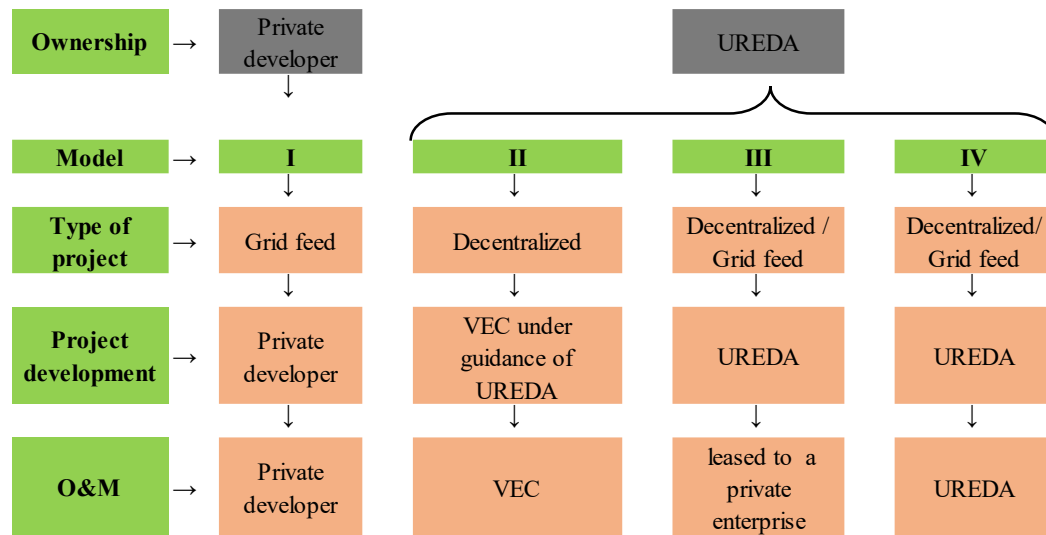 Ownership → Private developer UREDA
↓
Model → I II III IV
↓ ↓ ↓ ↓
Type of project → Grid feed Decentralized Decentralized / Grid feed Decentralized/ Grid feed
↓ ↓ ↓ ↓
Project development → Private developer VEC under guidance of UREDA UREDA UREDA
↓ ↓ ↓ ↓
O&M → Private developer VEC leased to a private enterprise UREDA